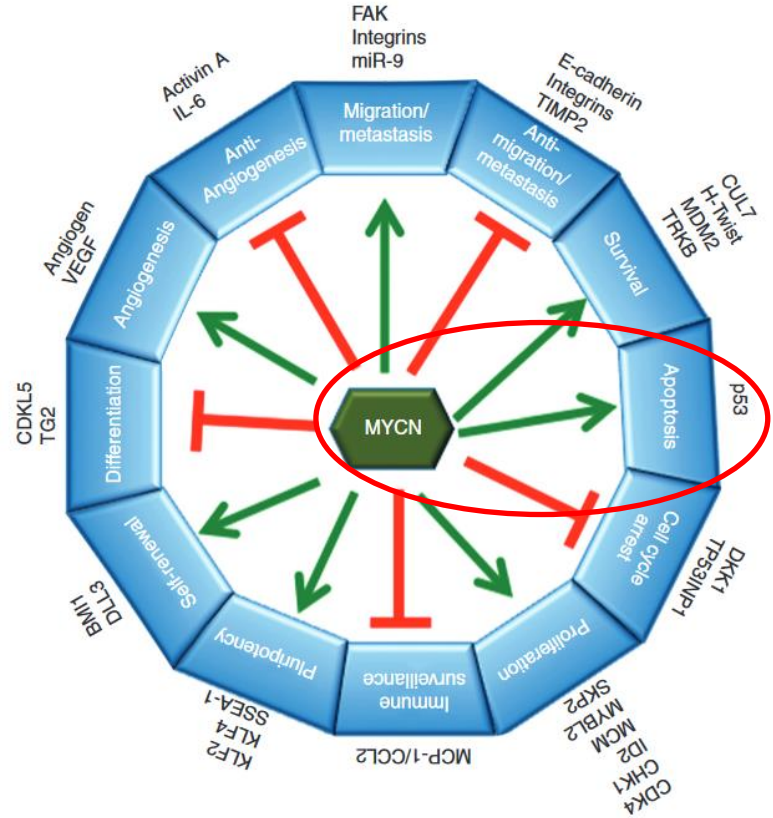 FAK
Integrins
miR-9
Migration/
metastasis
E-cadherin
Integrins
TIMP2
Anti-
migration/
metastasis
CUL7
H-Twist
MDM2
TRKB
Survival
p53
Apoptosis
DKK1
TP53INP1
Cell cycle
arrest
Proliferation
SKP2
MYBL2
MCM
ID2
CHK1
CDK4
Immune
surveillance
MCP-1/CCL2
Pluripotency
SSEA-1
KLF4
KLF2
Self-renewal
DLL3
BMI1
CDKL5
TG2
Differentiation
Angiogen
VEGF
Angiogenesis
Activin A
IL-6
Anti-
Angiogenesis
MYCN